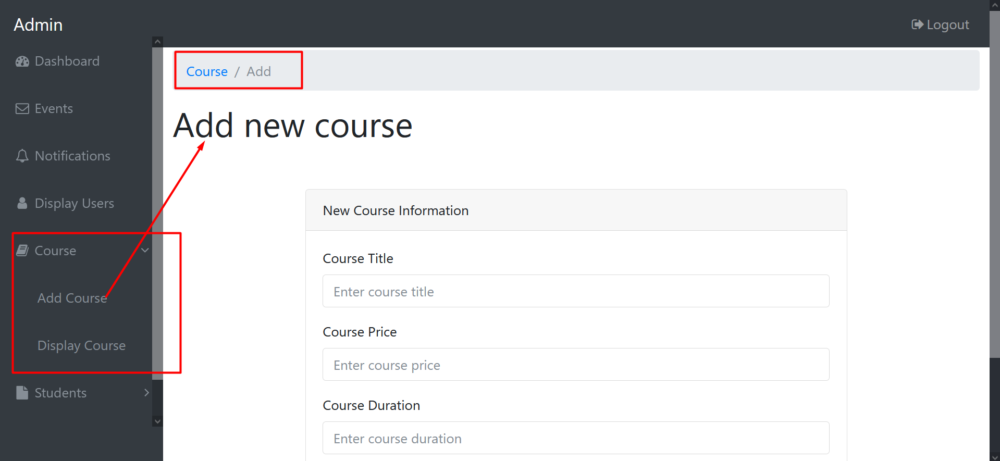 Admin
Logout
Dashboard
Events
Notifications
Display Users
Course
Add Course
Display Course
Students
Course / Add
Add new course
New Course Information
Course Title
Enter course title
Course Price
Enter course price
Course Duration
Enter course duration